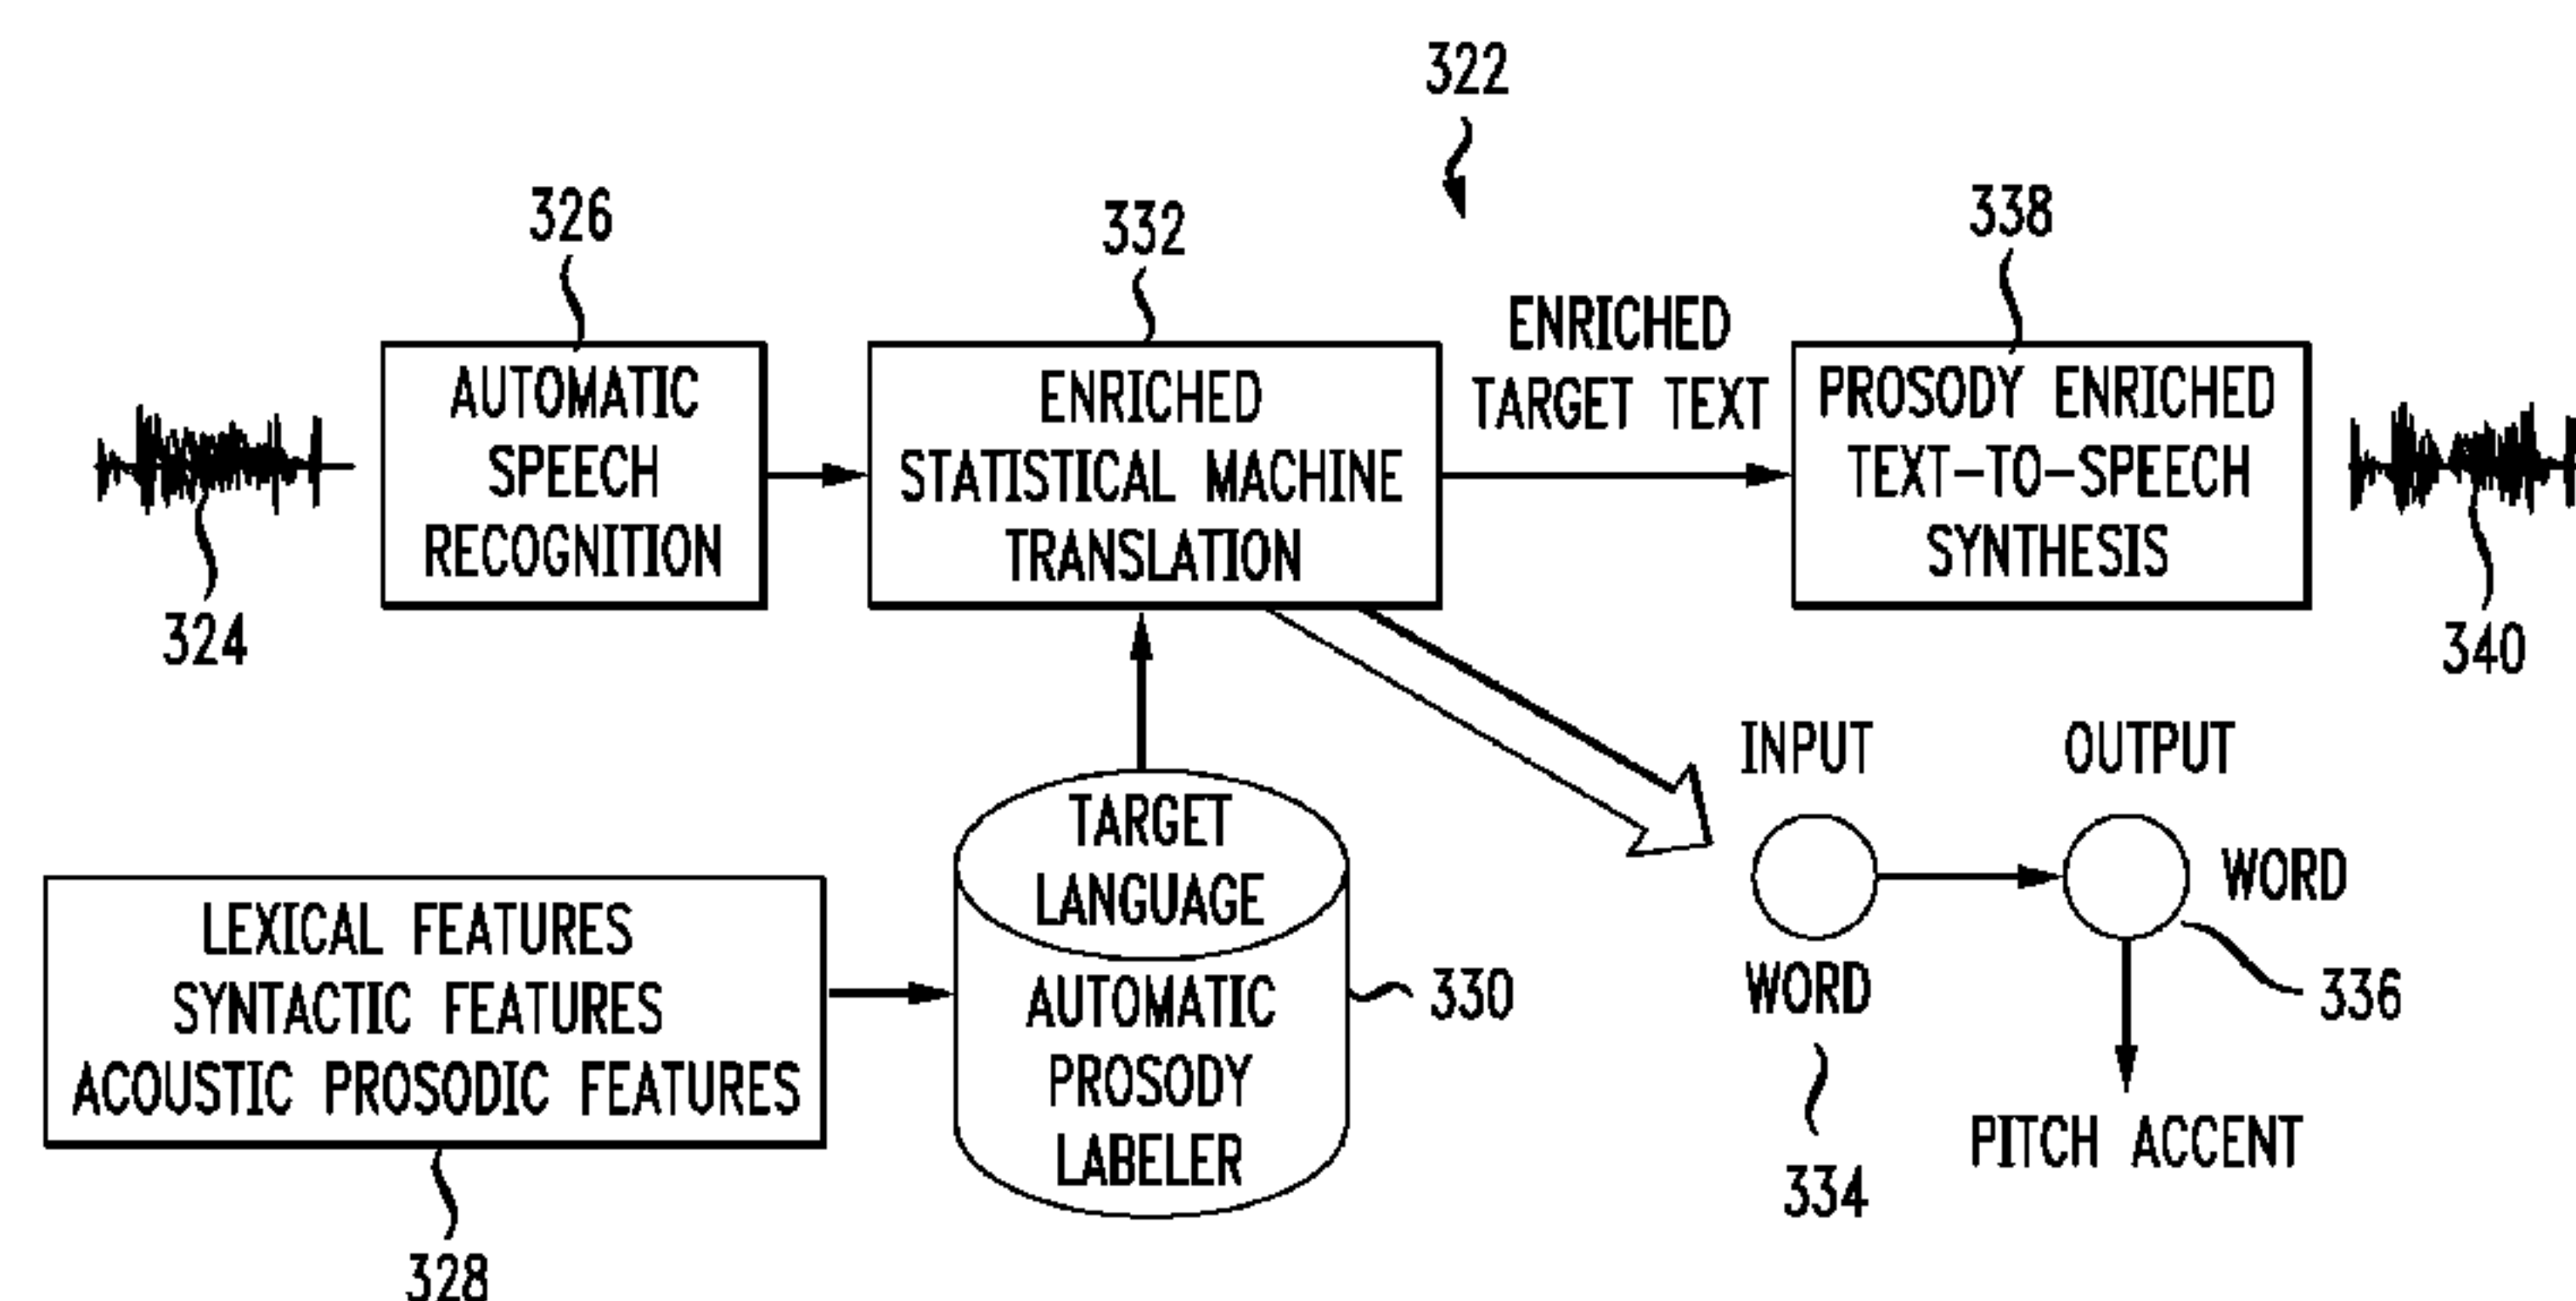 322
326
332
338
ENRICHED
TARGET TEXT
AUTOMATIC
SPEECH
RECOGNITION
ENRICHED
STATISTICAL MACHINE
TRANSLATION
PROSODY ENRICHED
TEXT-TO-SPEECH
SYNTHESIS
324
340
INPUT
OUTPUT
TARGET
LANGUAGE
AUTOMATIC
PROSODY
LABELER
WORD
WORD
330
336
LEXICAL FEATURES
SYNTACTIC FEATURES
ACOUSTIC PROSODIC FEATURES
PITCH ACCENT
334
328